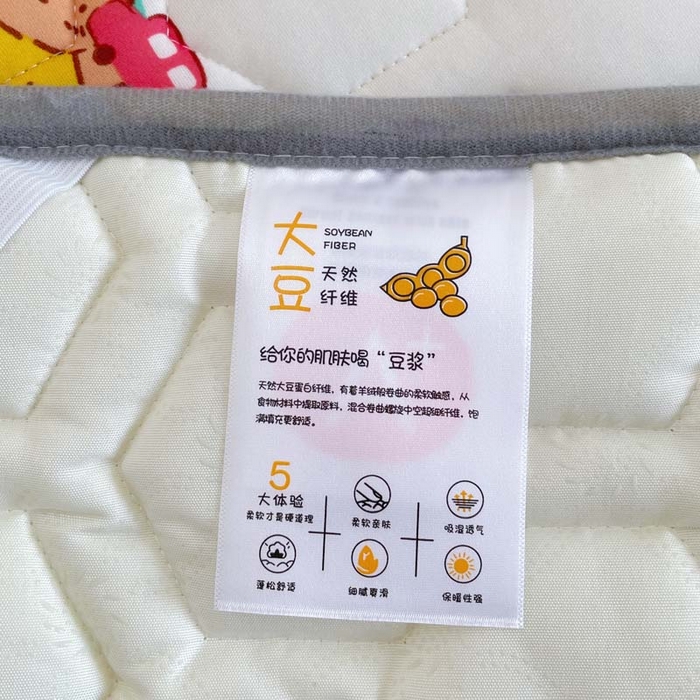 大豆
SOYBEAN
FIBER
天然
纤维
给你的肌肤喝“豆浆”
天然大豆蛋白纤维，有着羊绒般卷曲的柔软触感，从
食物材料中提取原料，混合卷曲螺旋中空超细纤维，饱
满填充更舒适。
5
大体验
柔软才是硬道理
柔软亲肤
吸湿透气
蓬松舒适
细腻爽滑
保暖性强